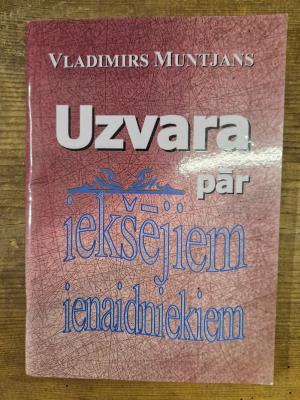 VLADIMIRS MUNTJANS
Uzvara
pār
iekšējiem
ienaidniekiem